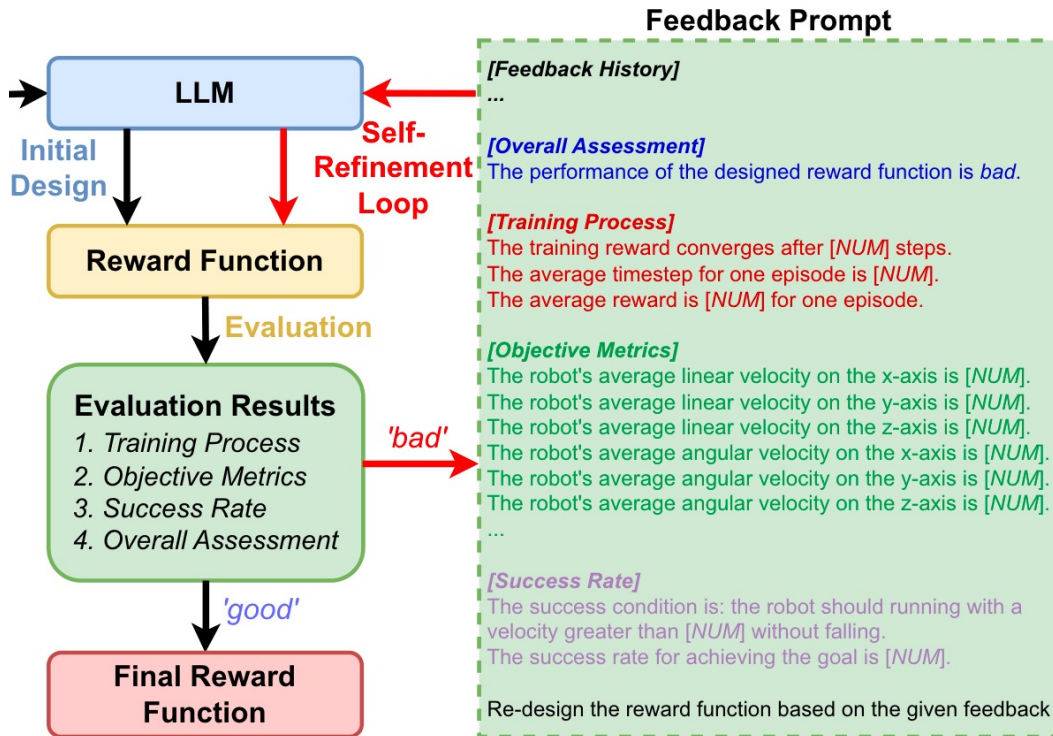 LLM
Initial
Design
Self-
Refinement
Loop
Reward Function
Evaluation
Evaluation Results
1. Training Process
2. Objective Metrics
3. Success Rate
4. Overall Assessment
'bad'
'good'
Final Reward
Function
Feedback Prompt
[Feedback History]
...
[Overall Assessment]
The performance of the designed reward function is bad.
[Training Process]
The training reward converges after [NUM] steps.
The average timestep for one episode is [NUM].
The average reward is [NUM] for one episode.
[Objective Metrics]
The robot's average linear velocity on the x-axis is [NUM].
The robot's average linear velocity on the y-axis is [NUM].
The robot's average linear velocity on the z-axis is [NUM].
The robot's average angular velocity on the x-axis is [NUM].
The robot's average angular velocity on the y-axis is [NUM].
The robot's average angular velocity on the z-axis is [NUM].
...
[Success Rate]
The success condition is: the robot should running with a
velocity greater than [NUM] without falling.
The success rate for achieving the goal is [NUM].
Re-design the reward function based on the given feedback